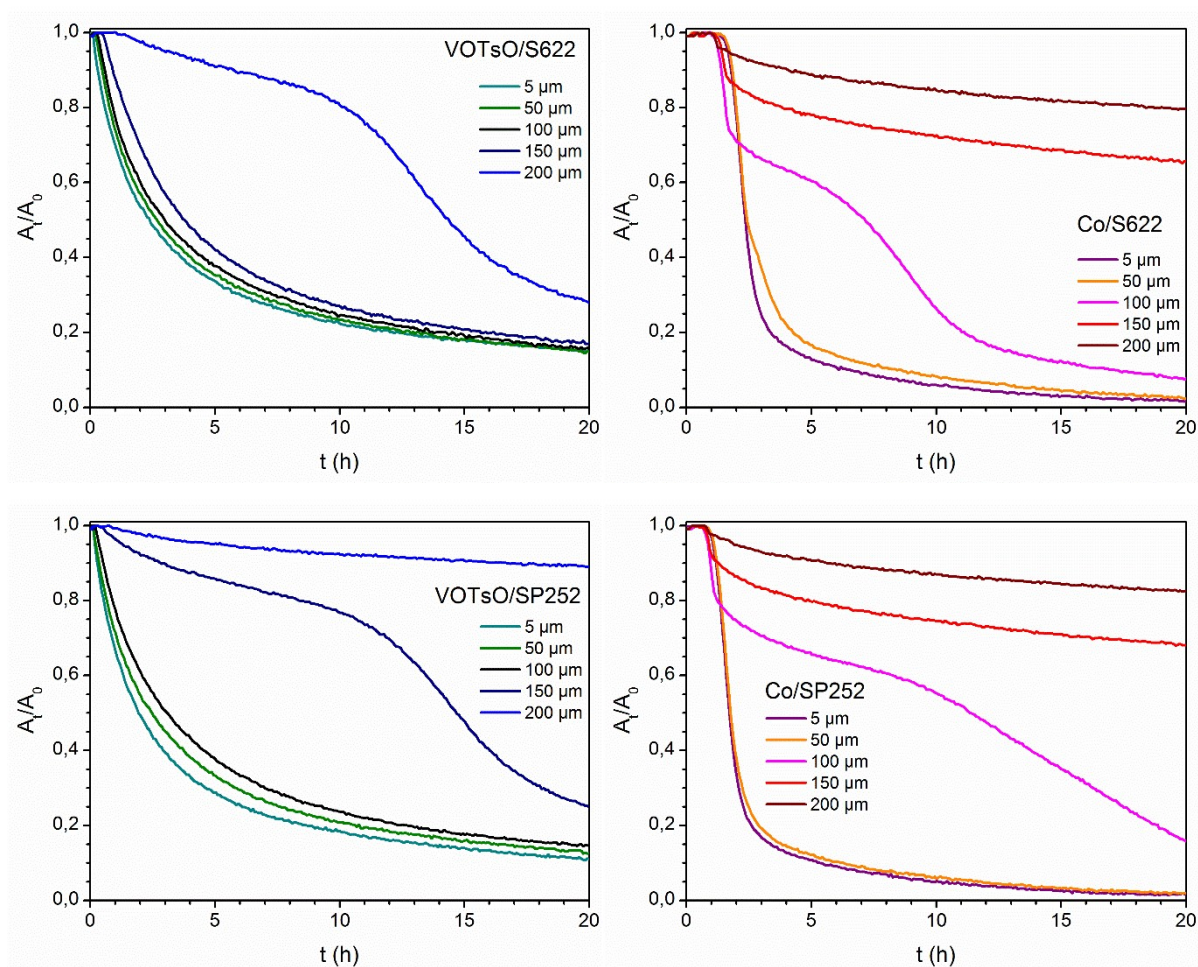 1,0
0,8
0,6
0,4
0,2
0,0
A_t/A_0
VOTsO/S622
5 µm
50 µm
100 µm
150 µm
200 µm
0 5 10 15 20
t (h)
1,0
0,8
0,6
0,4
0,2
0,0
A_t/A_0
Co/S622
5 µm
50 µm
100 µm
150 µm
200 µm
0 5 10 15 20
t (h)
1,0
0,8
0,6
0,4
0,2
0,0
A_t/A_0
VOTsO/SP252
5 µm
50 µm
100 µm
150 µm
200 µm
0 5 10 15 20
t (h)
1,0
0,8
0,6
0,4
0,2
0,0
A_t/A_0
Co/SP252
5 µm
50 µm
100 µm
150 µm
200 µm
0 5 10 15 20
t (h)